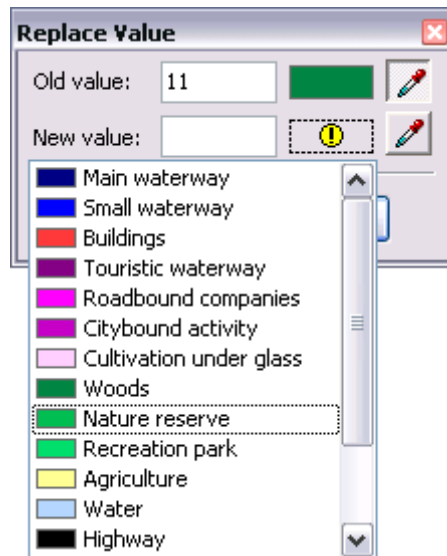 Replace Value
Old value: 11
New value:
Main waterway
Small waterway
Buildings
Touristic waterway
Roadbound companies
Citybound activity
Cultivation under glass
Woods
Nature reserve
Recreation park
Agriculture
Water
Highway